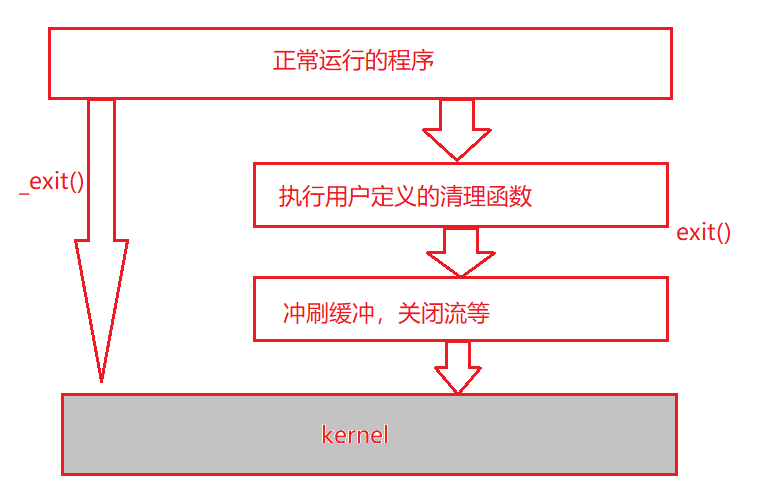 正常运行的程序
_exit()
执行用户定义的清理函数
exit()
冲刷缓冲，关闭流等
kernel